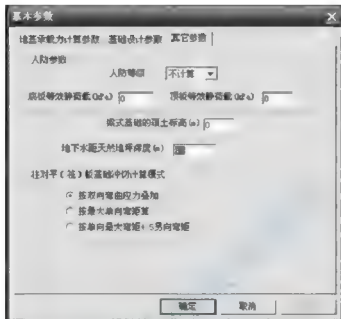 基本参数
地基承载力计算参数 基础设计参数 其它参数
人防参数
人防等级 不计算
底板等效静荷载(kPa) 0 顶板等效静荷载(kPa) 0
梁式基础的覆土标高(m) 0
地下水距天然地坪深度(m)
柱对平(筏)板基础冲切计算模式
按双向弯曲应力叠加
按最大单向弯矩算
按单向最大弯矩+.5另向弯矩
确定 取消